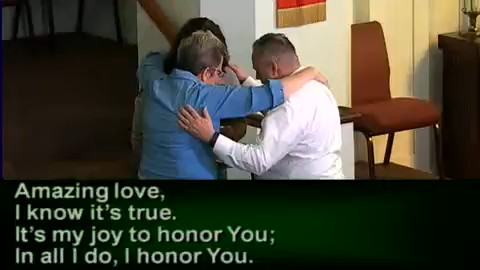 Amazing love,
I know it's true.
It's my joy to honor You;
In all I do, I honor You.